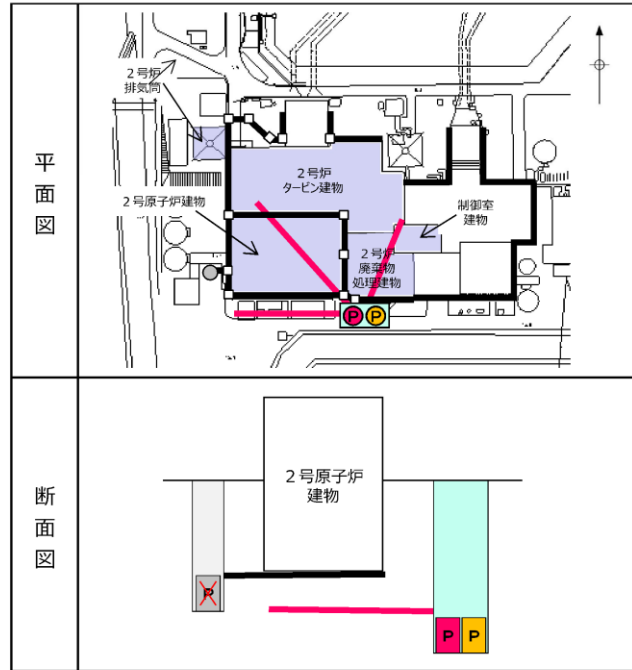 平面図
２号炉
排気筒
２号炉
タービン建物
２号原子炉建物
制御室
建物
２号炉
廃棄物
処理建物
P P
断面図
２号原子炉
建物
P
P P